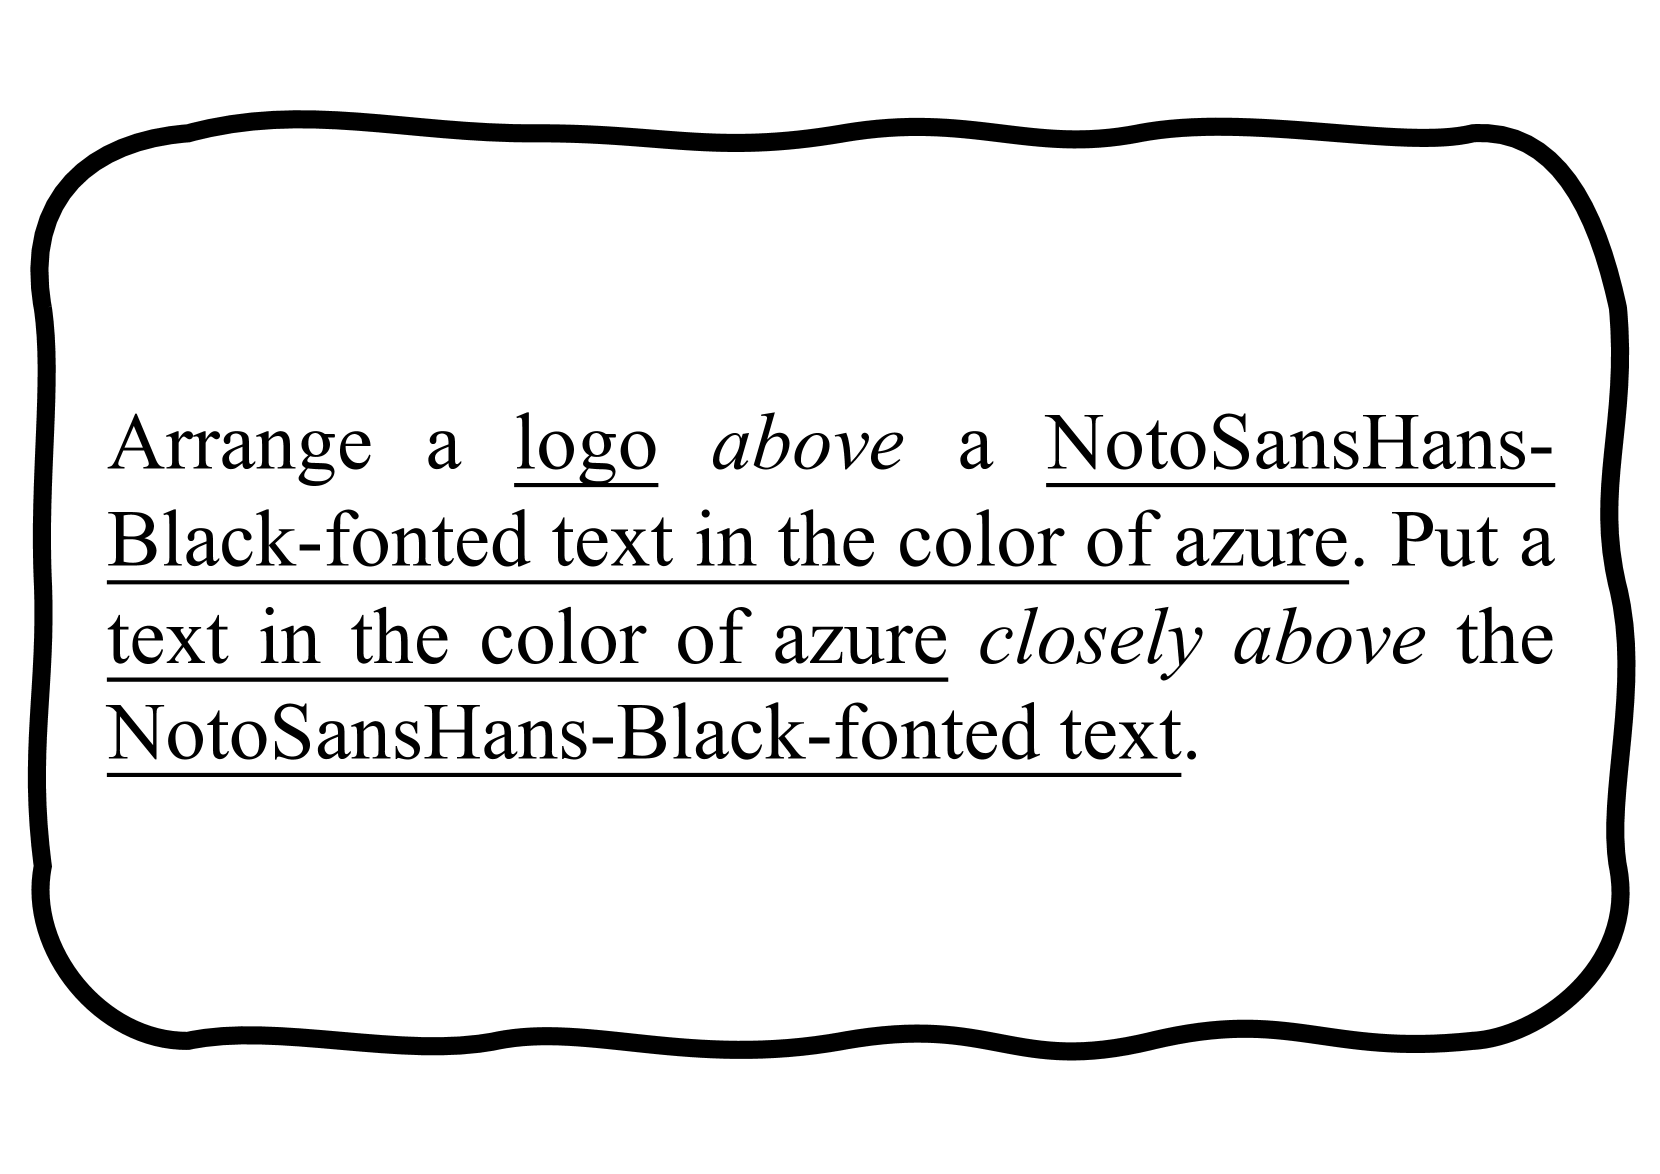 Arrange a logo above a NotoSansHans-
Black-fonted text in the color of azure. Put a
text in the color of azure closely above the
NotoSansHans-Black-fonted text.